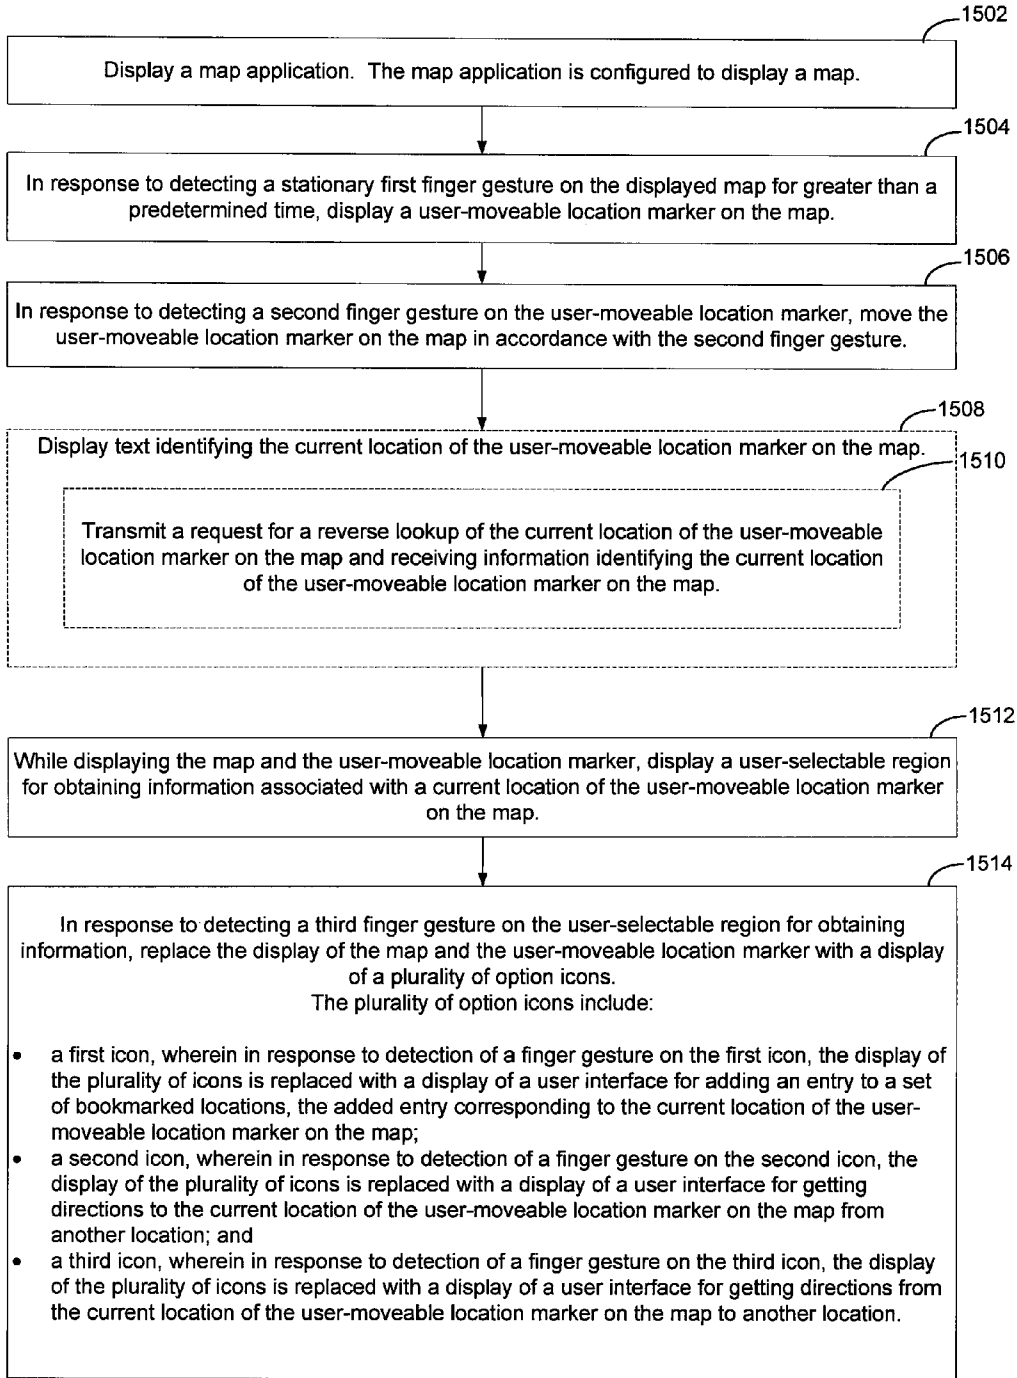 1502
Display a map application. The map application is configured to display a map.
1504
In response to detecting a stationary first finger gesture on the displayed map for greater than a
predetermined time, display a user-moveable location marker on the map.
1506
In response to detecting a second finger gesture on the user-moveable location marker, move the
user-moveable location marker on the map in accordance with the second finger gesture.
1508
Display text identifying the current location of the user-moveable location marker on the map.
1510
Transmit a request for a reverse lookup of the current location of the user-moveable
location marker on the map and receiving information identifying the current location
of the user-moveable location marker on the map.
1512
While displaying the map and the user-moveable location marker, display a user-selectable region
for obtaining information associated with a current location of the user-moveable location marker
on the map.
1514
In response to detecting a third finger gesture on the user-selectable region for obtaining
information, replace the display of the map and the user-moveable location marker with a display
of a plurality of option icons.
The plurality of option icons include:
• a first icon, wherein in response to detection of a finger gesture on the first icon, the display of
the plurality of icons is replaced with a display of a user interface for adding an entry to a set
of bookmarked locations, the added entry corresponding to the current location of the user-
moveable location marker on the map;
• a second icon, wherein in response to detection of a finger gesture on the second icon, the
display of the plurality of icons is replaced with a display of a user interface for getting
directions to the current location of the user-moveable location marker on the map from
another location; and
• a third icon, wherein in response to detection of a finger gesture on the third icon, the display
of the plurality of icons is replaced with a display of a user interface for getting directions from
the current location of the user-moveable location marker on the map to another location.